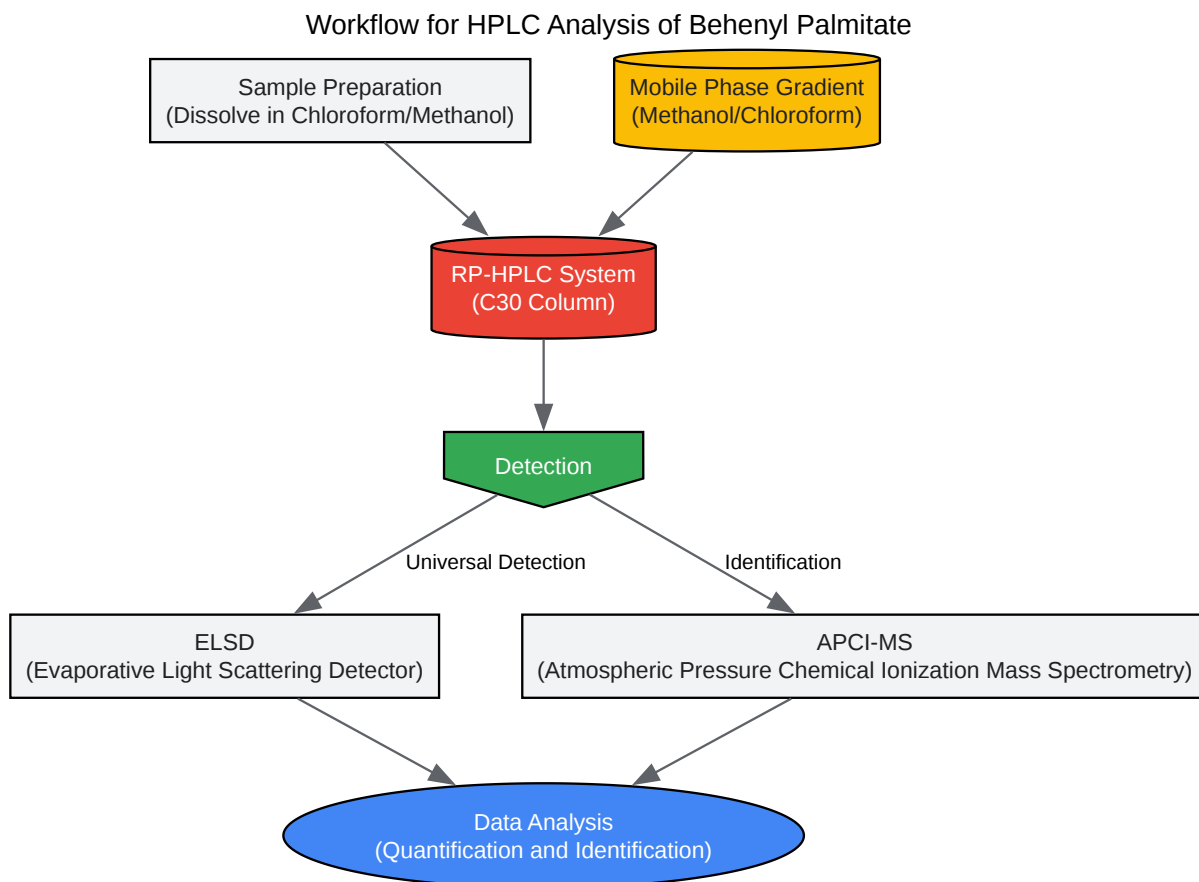 Workflow for HPLC Analysis of Behenyl Palmitate
Sample Preparation
(Dissolve in Chloroform/Methanol)
Mobile Phase Gradient
(Methanol/Chloroform)
RP-HPLC System
(C30 Column)
Detection
Universal Detection
Identification
ELSD
(Evaporative Light Scattering Detector)
APCI-MS
(Atmospheric Pressure Chemical Ionization Mass Spectrometry)
Data Analysis
(Quantification and Identification)